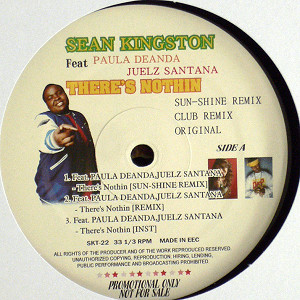 SEAN KINGSTON
Feat PAULA DEANDA
JUELZ SANTANA
THERE'S NOTHIN
SUN-SHINE REMIX
CLUB REMIX
ORIGINAL
SIDE A
1. Feat. PAULA DEANDA,JUELZ SANTANA
- There's Nothin [SUN-SHINE REMIX]
2. Feat. PAULA DEANDA,JUELZ SANTANA
- There's Nothin [REMIX]
3. Feat. PAULA DEANDA,JUELZ SANTANA
- There's Nothin [INST]
SKT-22 33 1/3 RPM MADE IN EEC
ALL RIGHTS OF THE PRODUCER AND OF THE WORK REPRODUCED RESERVED.
UNAUTHORIZED COPYING, REPRODUCTION, HIRING, LENDING,
PUBLIC PERFORMANCE AND BROADCASTING PROHIBITED.
PROMOTIONAL ONLY
NOT FOR SALE